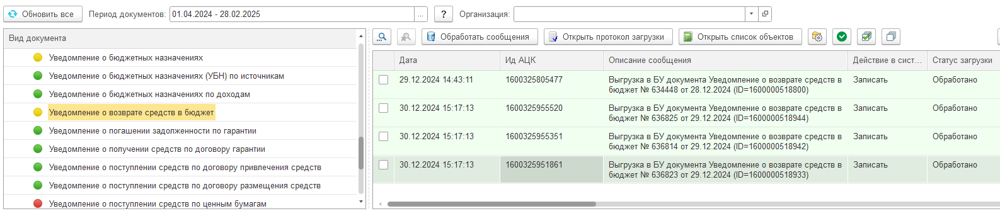 Обновить все Период документов: 01.04.2024 - 28.02.2025 ... ? Организация:
Вид документа
Уведомление о бюджетных назначениях
Уведомление о бюджетных назначениях (УБН) по источникам
Уведомление о бюджетных назначениях по доходам
Уведомление о возврате средств в бюджет
Уведомление о погашении задолженности по гарантии
Уведомление о получении средств по договору гарантии
Уведомление о поступлении средств по договору привлечения средств
Уведомление о поступлении средств по договору размещения средств
Уведомление о поступлении средств по ценным бумагам
Обработать сообщения Открыть протокол загрузки Открыть список объектов
Дата Ид АЦК Описание сообщения Действие в сист... Статус загрузки
29.12.2024 14:43:11 1600325805477 Выгрузка в БУ документа Уведомление о возврате средств в Записать Обработано
бюджет № 634448 от 28.12.2024 (ID=1600000518800)
30.12.2024 15:17:13 1600325955520 Выгрузка в БУ документа Уведомление о возврате средств в Записать Обработано
бюджет № 636825 от 29.12.2024 (ID=1600000518944)
30.12.2024 15:17:13 1600325955351 Выгрузка в БУ документа Уведомление о возврате средств в Записать Обработано
бюджет № 636814 от 29.12.2024 (ID=1600000518942)
30.12.2024 15:17:13 1600325951861 Выгрузка в БУ документа Уведомление о возврате средств в Записать Обработано
бюджет № 636823 от 29.12.2024 (ID=1600000518933)